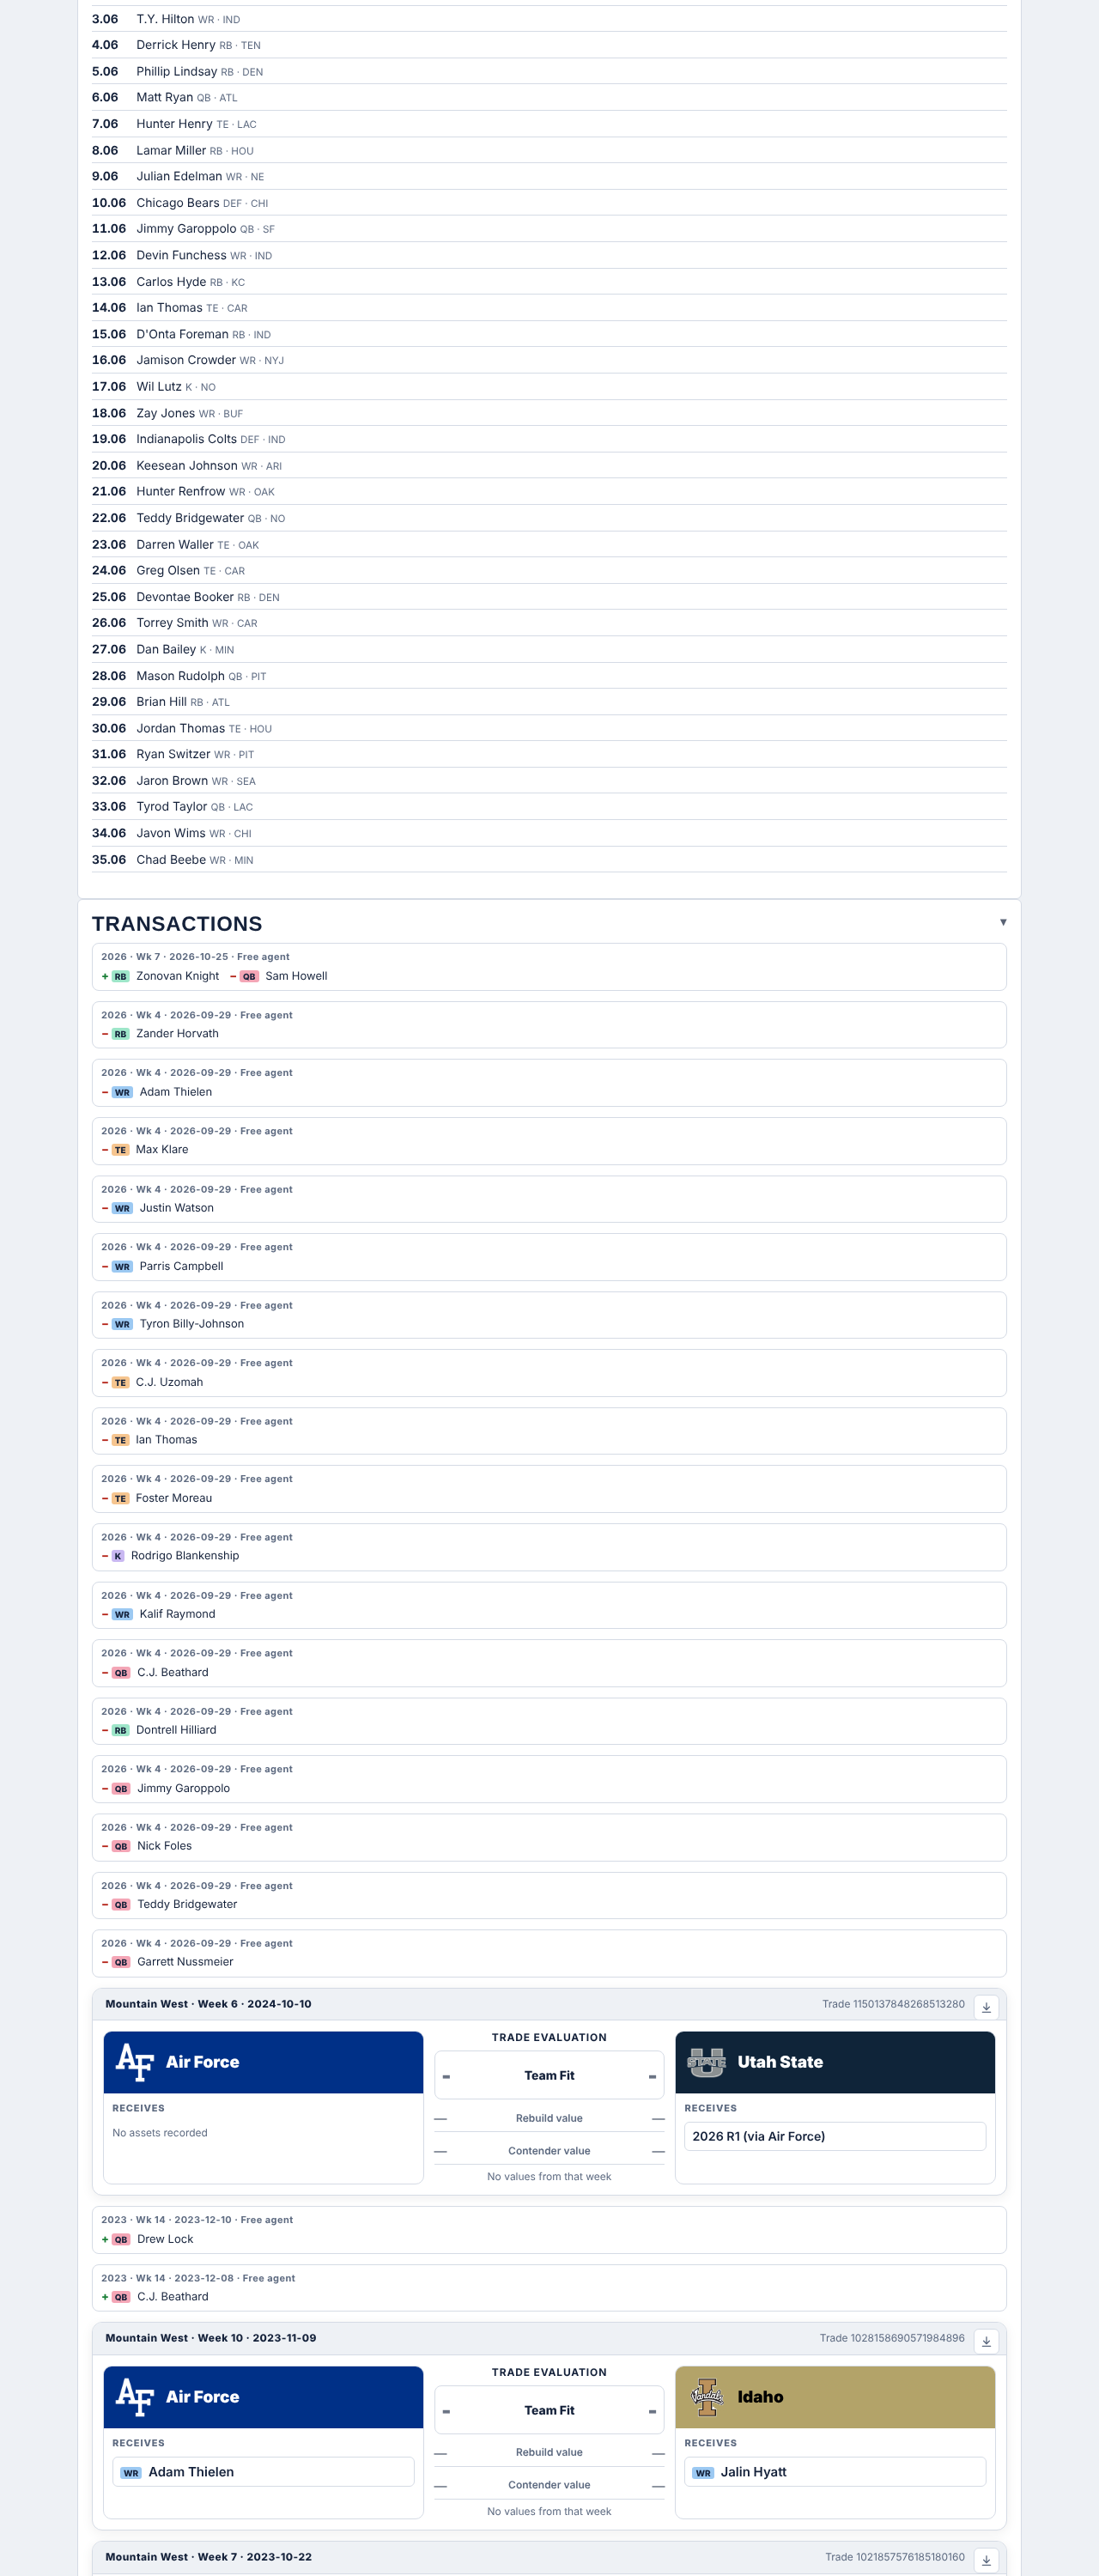 3.06 T.Y. Hilton WR · IND
4.06 Derrick Henry RB · TEN
5.06 Phillip Lindsay RB · DEN
6.06 Matt Ryan QB · ATL
7.06 Hunter Henry TE · LAC
8.06 Lamar Miller RB · HOU
9.06 Julian Edelman WR · NE
10.06 Chicago Bears DEF · CHI
11.06 Jimmy Garoppolo QB · SF
12.06 Devin Funchess WR · IND
13.06 Carlos Hyde RB · KC
14.06 Ian Thomas TE · CAR
15.06 D'Onta Foreman RB · IND
16.06 Jamison Crowder WR · NYJ
17.06 Wil Lutz K · NO
18.06 Zay Jones WR · BUF
19.06 Indianapolis Colts DEF · IND
20.06 Keesean Johnson WR · ARI
21.06 Hunter Renfrow WR · OAK
22.06 Teddy Bridgewater QB · NO
23.06 Darren Waller TE · OAK
24.06 Greg Olsen TE · CAR
25.06 Devontae Booker RB · DEN
26.06 Torrey Smith WR · CAR
27.06 Dan Bailey K · MIN
28.06 Mason Rudolph QB · PIT
29.06 Brian Hill RB · ATL
30.06 Jordan Thomas TE · HOU
31.06 Ryan Switzer WR · PIT
32.06 Jaron Brown WR · SEA
33.06 Tyrod Taylor QB · LAC
34.06 Javon Wims WR · CHI
35.06 Chad Beebe WR · MIN
TRANSACTIONS ▾
2026 · Wk 7 · 2026-10-25 · Free agent
+ RB Zonovan Knight − QB Sam Howell
2026 · Wk 4 · 2026-09-29 · Free agent
− RB Zander Horvath
2026 · Wk 4 · 2026-09-29 · Free agent
− WR Adam Thielen
2026 · Wk 4 · 2026-09-29 · Free agent
− TE Max Klare
2026 · Wk 4 · 2026-09-29 · Free agent
− WR Justin Watson
2026 · Wk 4 · 2026-09-29 · Free agent
− WR Parris Campbell
2026 · Wk 4 · 2026-09-29 · Free agent
− WR Tyron Billy-Johnson
2026 · Wk 4 · 2026-09-29 · Free agent
− TE C.J. Uzomah
2026 · Wk 4 · 2026-09-29 · Free agent
− TE Ian Thomas
2026 · Wk 4 · 2026-09-29 · Free agent
− TE Foster Moreau
2026 · Wk 4 · 2026-09-29 · Free agent
− K Rodrigo Blankenship
2026 · Wk 4 · 2026-09-29 · Free agent
− WR Kalif Raymond
2026 · Wk 4 · 2026-09-29 · Free agent
− QB C.J. Beathard
2026 · Wk 4 · 2026-09-29 · Free agent
− RB Dontrell Hilliard
2026 · Wk 4 · 2026-09-29 · Free agent
− QB Jimmy Garoppolo
2026 · Wk 4 · 2026-09-29 · Free agent
− QB Nick Foles
2026 · Wk 4 · 2026-09-29 · Free agent
− QB Teddy Bridgewater
2026 · Wk 4 · 2026-09-29 · Free agent
− QB Garrett Nussmeier
Mountain West · Week 6 · 2024-10-10 Trade 1150137848268513280
AF Air Force
RECEIVES
No assets recorded
TRADE EVALUATION
– Team Fit –
— Rebuild value —
— Contender value —
No values from that week
U STATE Utah State
RECEIVES
2026 R1 (via Air Force)
2023 · Wk 14 · 2023-12-10 · Free agent
+ QB Drew Lock
2023 · Wk 14 · 2023-12-08 · Free agent
+ QB C.J. Beathard
Mountain West · Week 10 · 2023-11-09 Trade 1028158690571984896
AF Air Force
RECEIVES
WR Adam Thielen
TRADE EVALUATION
– Team Fit –
— Rebuild value —
— Contender value —
No values from that week
I Vandals Idaho
RECEIVES
WR Jalin Hyatt
Mountain West · Week 7 · 2023-10-22 Trade 1021857576185180160